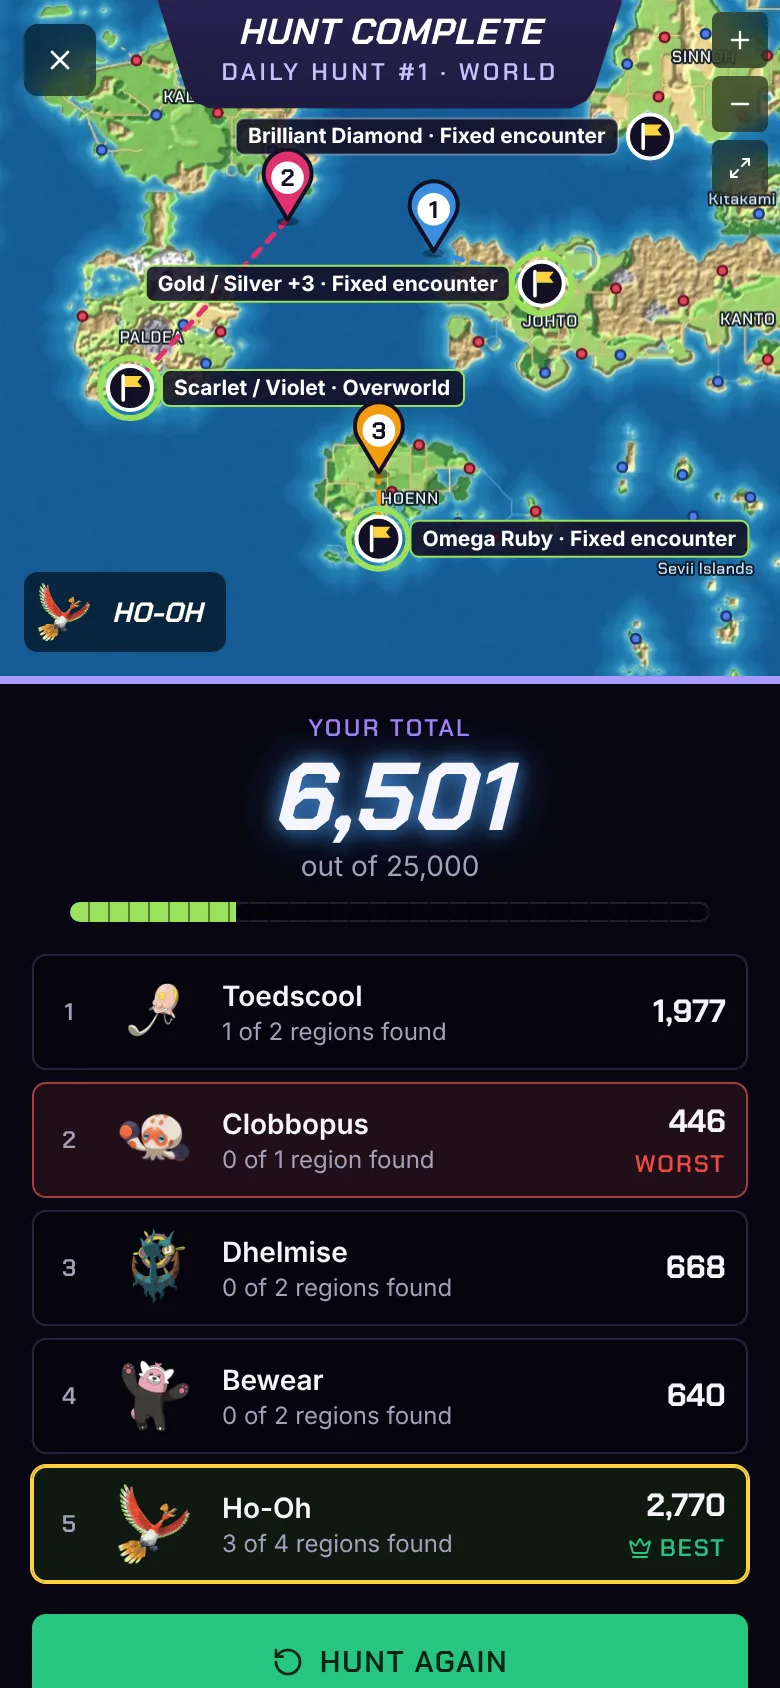 HUNT COMPLETE
DAILY HUNT #1 · WORLD
SINNOH
KAL
Brilliant Diamond · Fixed encounter
2
1
Kitakami
Gold / Silver +3 · Fixed encounter
JOHTO
KANTO
PALDEA
Scarlet / Violet · Overworld
3
HOENN
Omega Ruby · Fixed encounter
Sevii Islands
HO-OH
YOUR TOTAL
6,501
out of 25,000
1
Toedscool
1 of 2 regions found
1,977
2
Clobbopus
0 of 1 region found
446
WORST
3
Dhelmise
0 of 2 regions found
668
4
Bewear
0 of 2 regions found
640
5
Ho-Oh
3 of 4 regions found
2,770
BEST
HUNT AGAIN